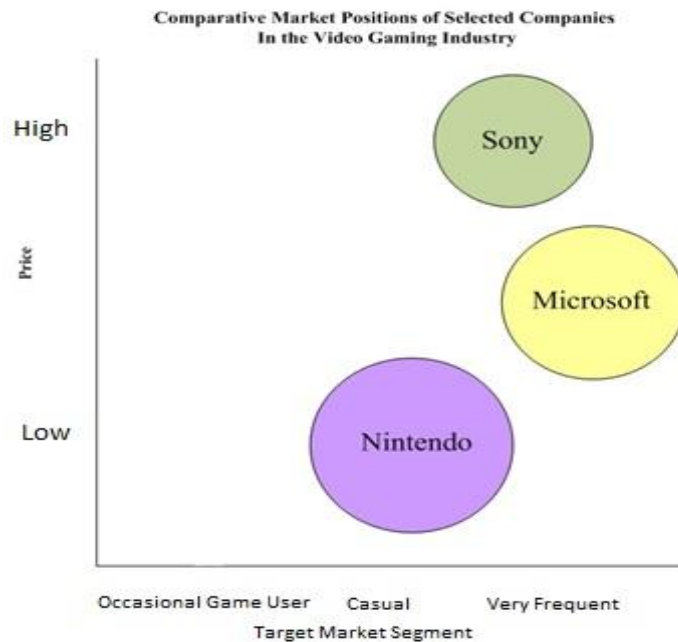 Comparative Market Positions of Selected Companies
In the Video Gaming Industry
High
Sony
Price
Microsoft
Low
Nintendo
Occasional Game User Casual Very Frequent
Target Market Segment